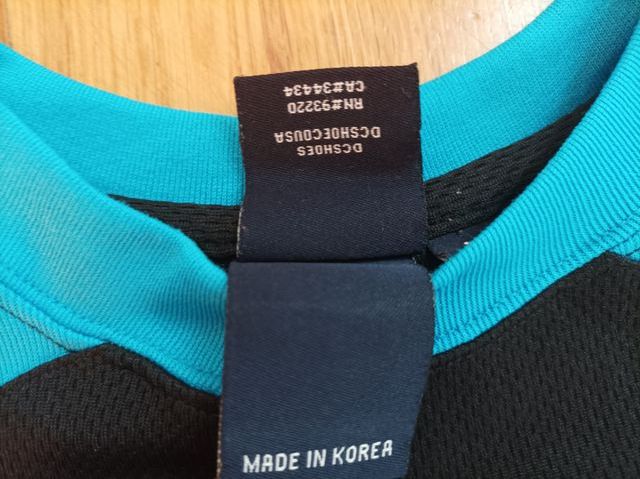 DCSHOES
DCSHOECOUSA
RN#93220
CA#34434
MADE IN KOREA